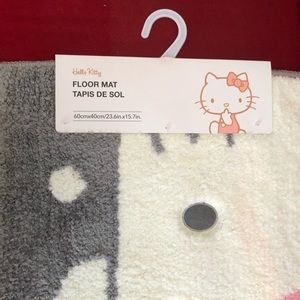 Hello Kitty
FLOOR MAT
TAPIS DE SOL
60cmx40cm/23.6in.x15.7in.